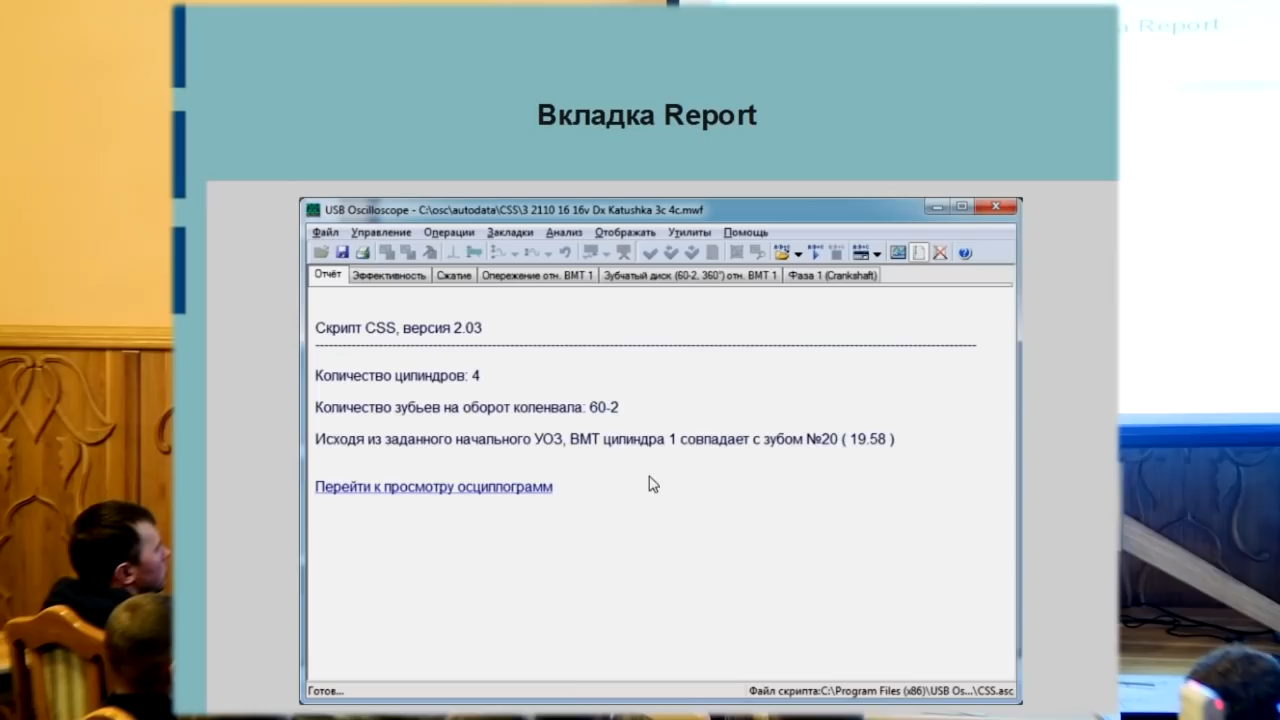 a Report
Вкладка Report
USB Oscilloscope - C:\osc\autodata\CSS\3 2110 16 16v Dx Katushka 3c 4c.mwf
Файл Управление Операции Закладки Анализ Отображать Утилиты Помощь
Отчёт Эффективность Сжатие Опережение отн. ВМТ 1 Зубчатый диск (60-2, 360°) отн. ВМТ 1 Фаза 1 (Crankshaft)
Скрипт CSS, версия 2.03
Количество цилиндров: 4
Количество зубьев на оборот коленвала: 60-2
Исходя из заданного начального УОЗ, ВМТ цилиндра 1 совпадает с зубом №20 ( 19.58 )
Перейти к просмотру осциллограмм
Готов... Файл скрипта:C:\Program Files (x86)\USB Os...\CSS.asc